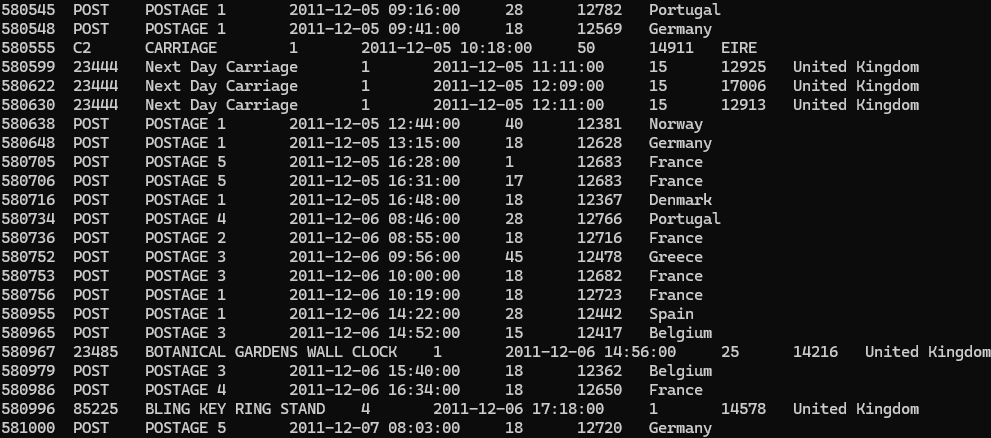 580545 POST POSTAGE 1 2011-12-05 09:16:00 28 12782 Portugal
580548 POST POSTAGE 1 2011-12-05 09:41:00 18 12569 Germany
580555 C2 CARRIAGE 1 2011-12-05 10:18:00 50 14911 EIRE
580599 23444 Next Day Carriage 1 2011-12-05 11:11:00 15 12925 United Kingdom
580622 23444 Next Day Carriage 1 2011-12-05 12:09:00 15 17006 United Kingdom
580630 23444 Next Day Carriage 1 2011-12-05 12:11:00 15 12913 United Kingdom
580638 POST POSTAGE 1 2011-12-05 12:44:00 40 12381 Norway
580648 POST POSTAGE 1 2011-12-05 13:15:00 18 12628 Germany
580705 POST POSTAGE 5 2011-12-05 16:28:00 1 12683 France
580706 POST POSTAGE 5 2011-12-05 16:31:00 17 12683 France
580716 POST POSTAGE 1 2011-12-05 16:48:00 18 12367 Denmark
580734 POST POSTAGE 4 2011-12-06 08:46:00 28 12766 Portugal
580736 POST POSTAGE 2 2011-12-06 08:55:00 18 12716 France
580752 POST POSTAGE 3 2011-12-06 09:56:00 45 12478 Greece
580753 POST POSTAGE 3 2011-12-06 10:00:00 18 12682 France
580756 POST POSTAGE 1 2011-12-06 10:19:00 18 12723 France
580955 POST POSTAGE 1 2011-12-06 14:22:00 28 12442 Spain
580965 POST POSTAGE 3 2011-12-06 14:52:00 15 12417 Belgium
580967 23485 BOTANICAL GARDENS WALL CLOCK 1 2011-12-06 14:56:00 25 14216 United Kingdom
580979 POST POSTAGE 3 2011-12-06 15:40:00 18 12362 Belgium
580986 POST POSTAGE 4 2011-12-06 16:34:00 18 12650 France
580996 85225 BLING KEY RING STAND 4 2011-12-06 17:18:00 1 14578 United Kingdom
581000 POST POSTAGE 5 2011-12-07 08:03:00 18 12720 Germany